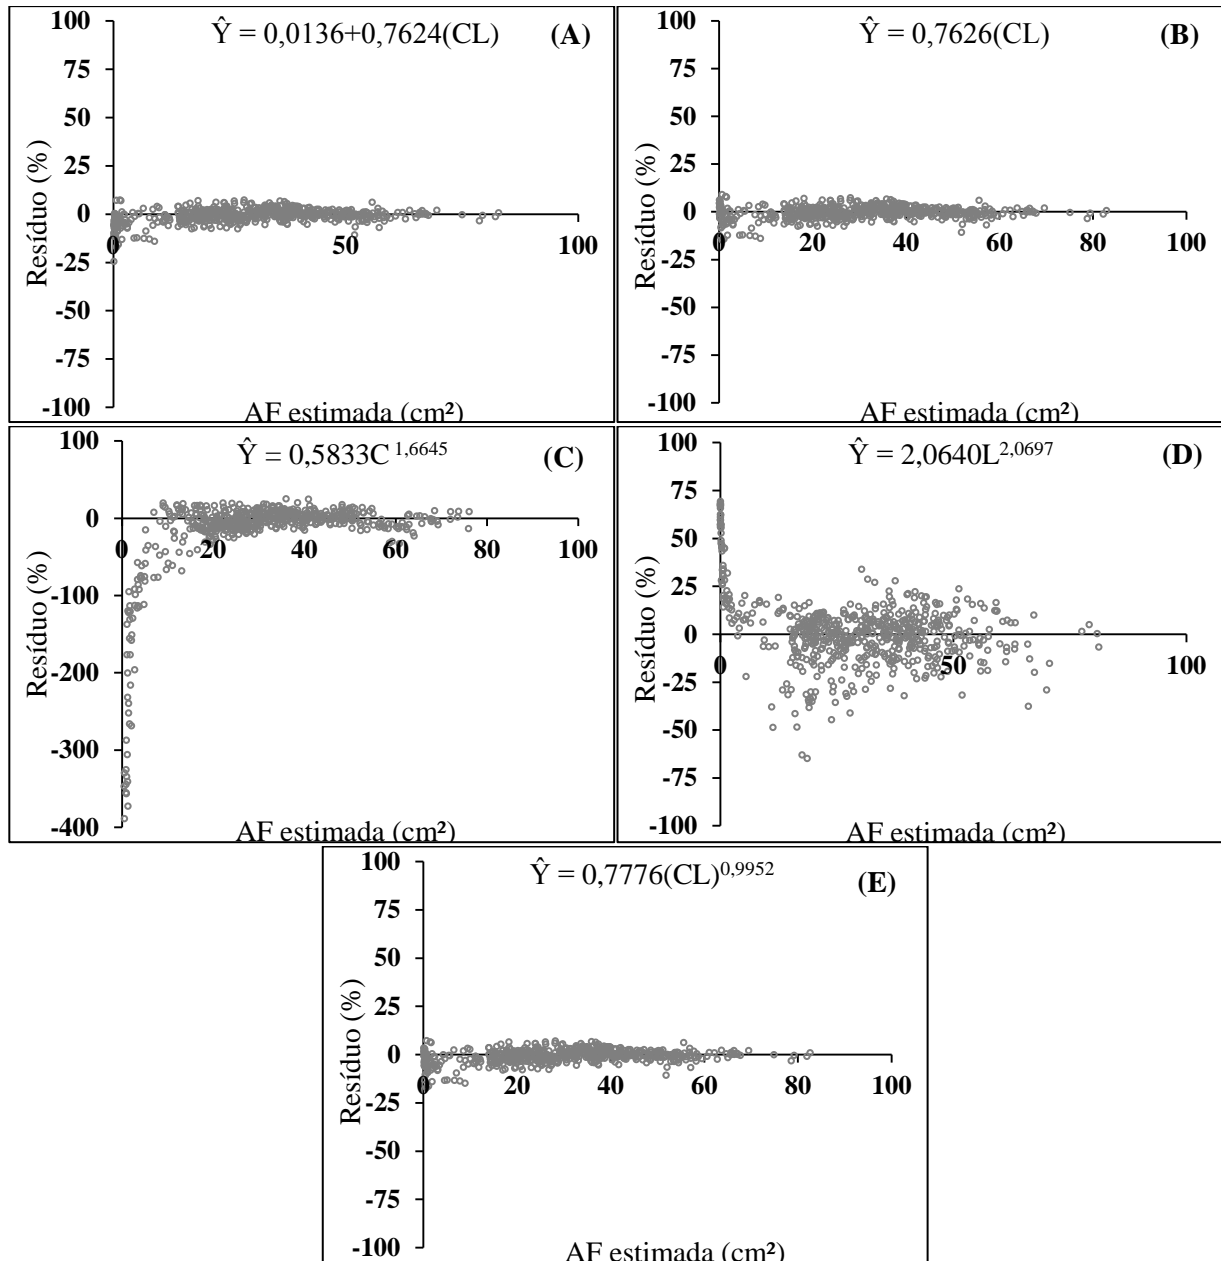 Ŷ = 0,0136+0,7624(CL) (A)
100
75
50
25
0
-25
-50
-75
-100
50 100
Resíduo (%)
AF estimada (cm²)
Ŷ = 0,7626(CL) (B)
100
75
50
25
0
-25
-50
-75
-100
0 20 40 60 80 100
Resíduo (%)
AF estimada (cm²)
Ŷ = 0,5833C^1,6645 (C)
100
0
-100
-200
-300
-400
0 20 40 60 80 100
Resíduo (%)
AF estimada (cm²)
Ŷ = 2,0640L^2,0697 (D)
100
75
50
25
0
-25
-50
-75
-100
0 50 100
Resíduo (%)
AF estimada (cm²)
Ŷ = 0,7776(CL)^0,9952 (E)
100
75
50
25
0
-25
-50
-75
-100
0 20 40 60 80 100
Resíduo (%)
AF estimada (cm²)